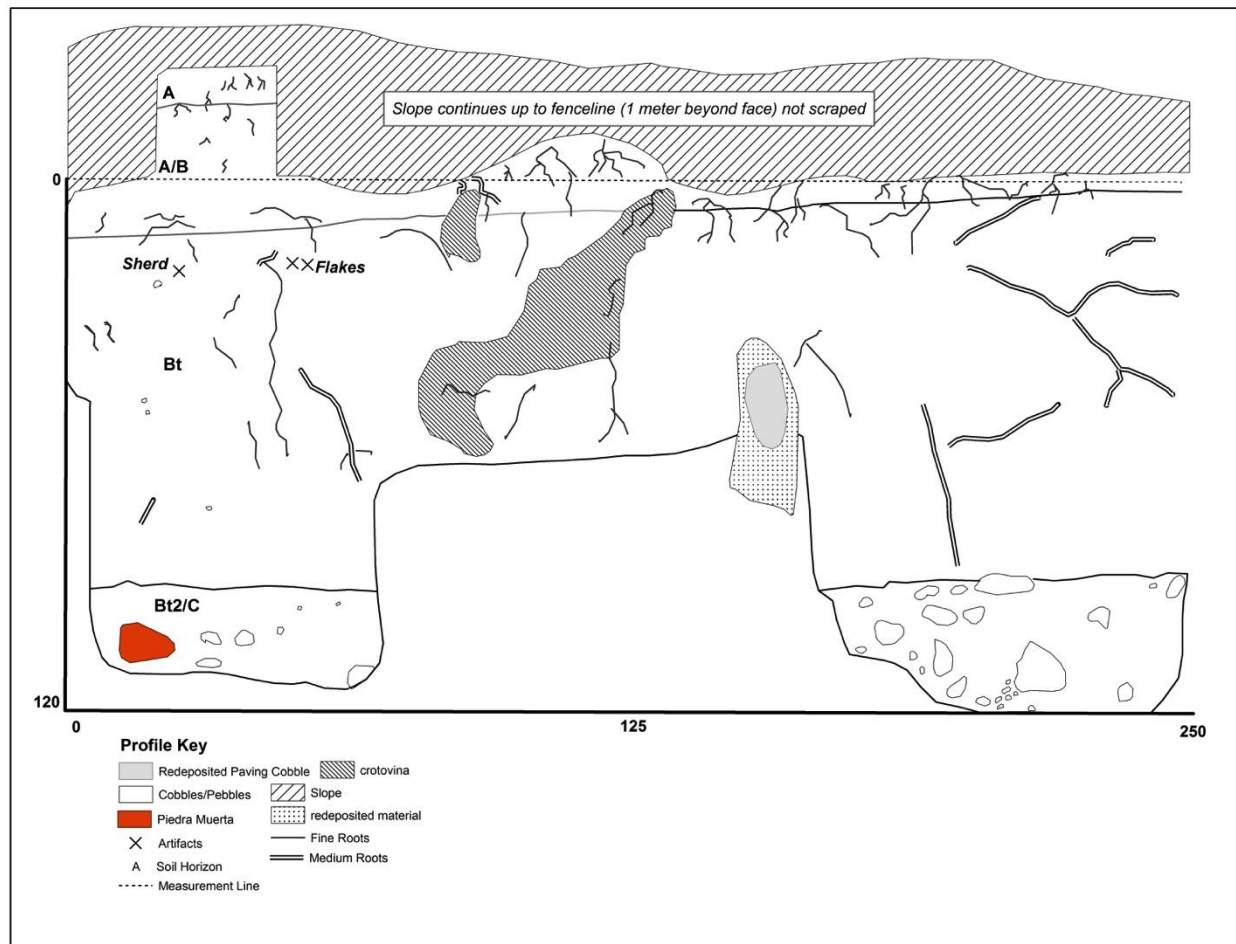 A
Slope continues up to fenceline (1 meter beyond face) not scraped
A/B
0
Sherd
Flakes
Bt
Bt2/C
120
0
125
250
Profile Key
Redeposited Paving Cobble
crotovina
Cobbles/Pebbles
Slope
Piedra Muerta
redeposited material
Artifacts
Fine Roots
A Soil Horizon
Medium Roots
Measurement Line